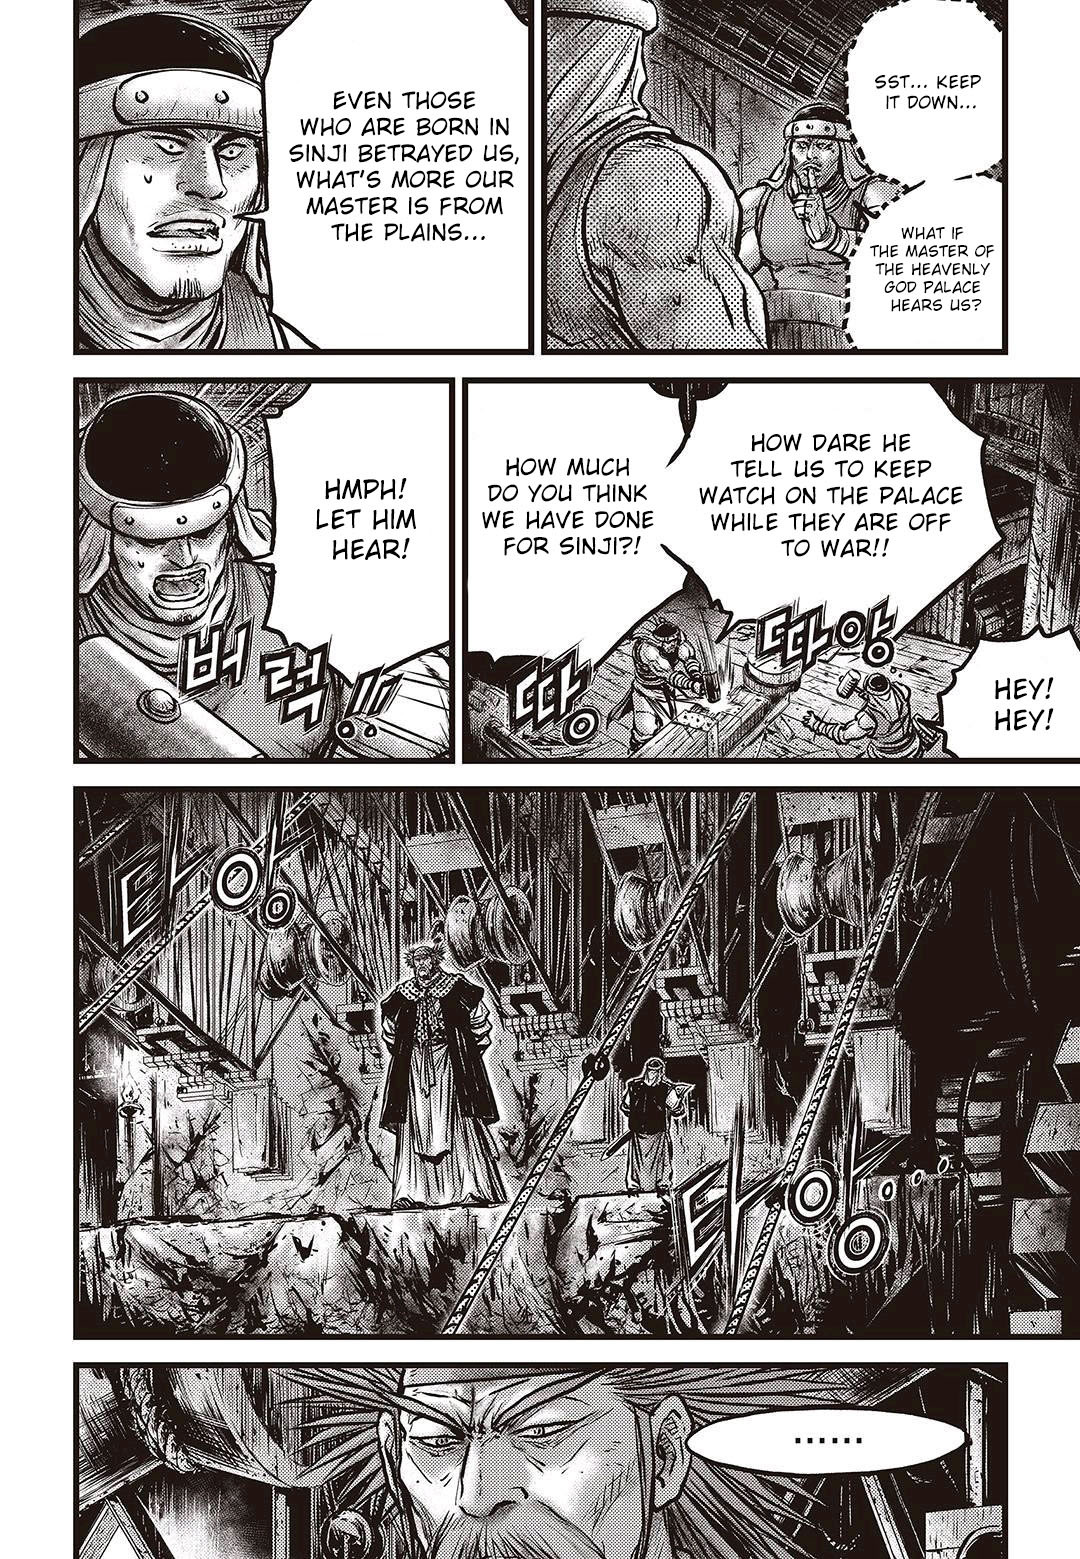 EVEN THOSE
WHO ARE BORN IN
SINJI BETRAYED US,
WHAT'S MORE OUR
MASTER IS FROM
THE PLAINS...
SST... KEEP
IT DOWN...
WHAT IF
THE MASTER OF
THE HEAVENLY
GOD PALACE
HEARS US?
HMPH!
LET HIM
HEAR!
버럭!!
HOW MUCH
DO YOU THINK
WE HAVE DONE
FOR SINJI?!
HOW DARE HE
TELL US TO KEEP
WATCH ON THE PALACE
WHILE THEY ARE OFF
TO WAR!!
땅
따앙
HEY!
HEY!
타앙
타앙
......